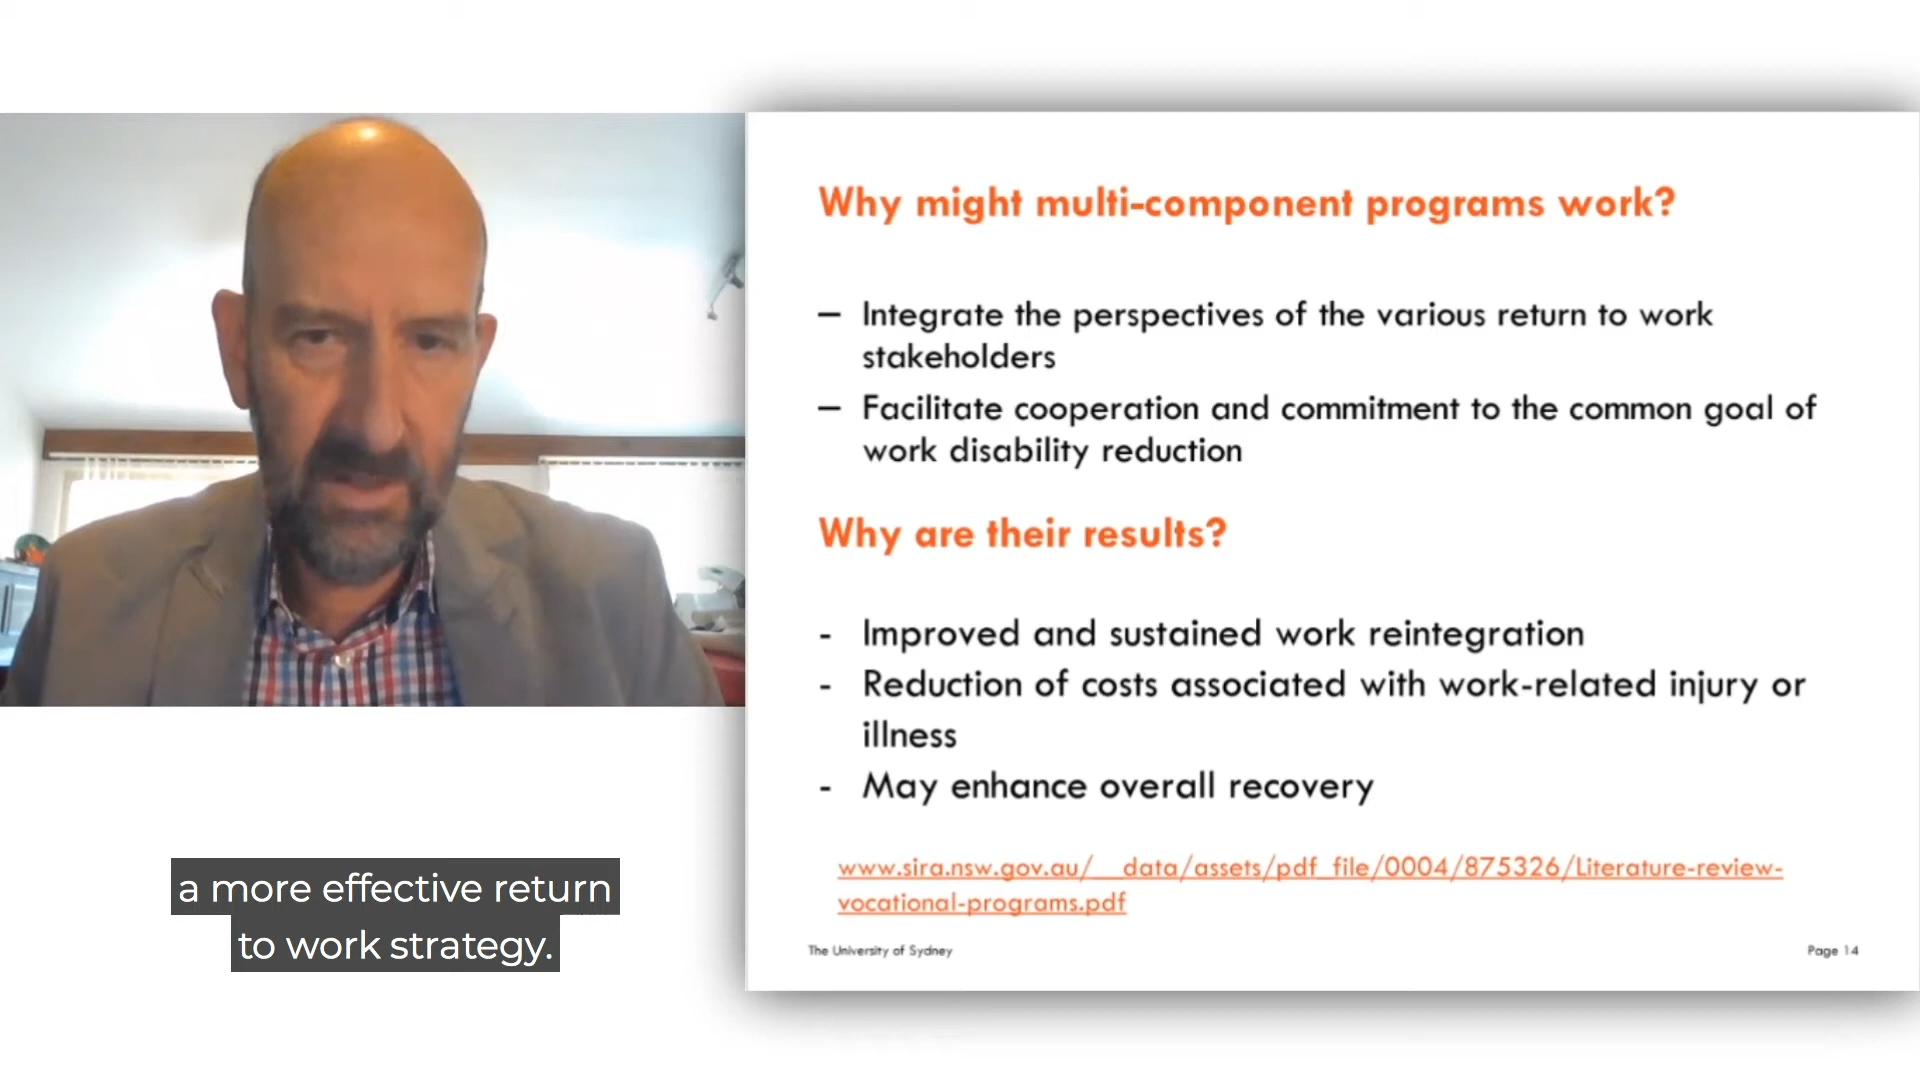 Why might multi-component programs work?
– Integrate the perspectives of the various return to work
stakeholders
– Facilitate cooperation and commitment to the common goal of
work disability reduction
Why are their results?
- Improved and sustained work reintegration
- Reduction of costs associated with work-related injury or
illness
- May enhance overall recovery
www.sira.nsw.gov.au/__data/assets/pdf_file/0004/875326/Literature-review-
vocational-programs.pdf
The University of Sydney
Page 14
a more effective return
to work strategy.